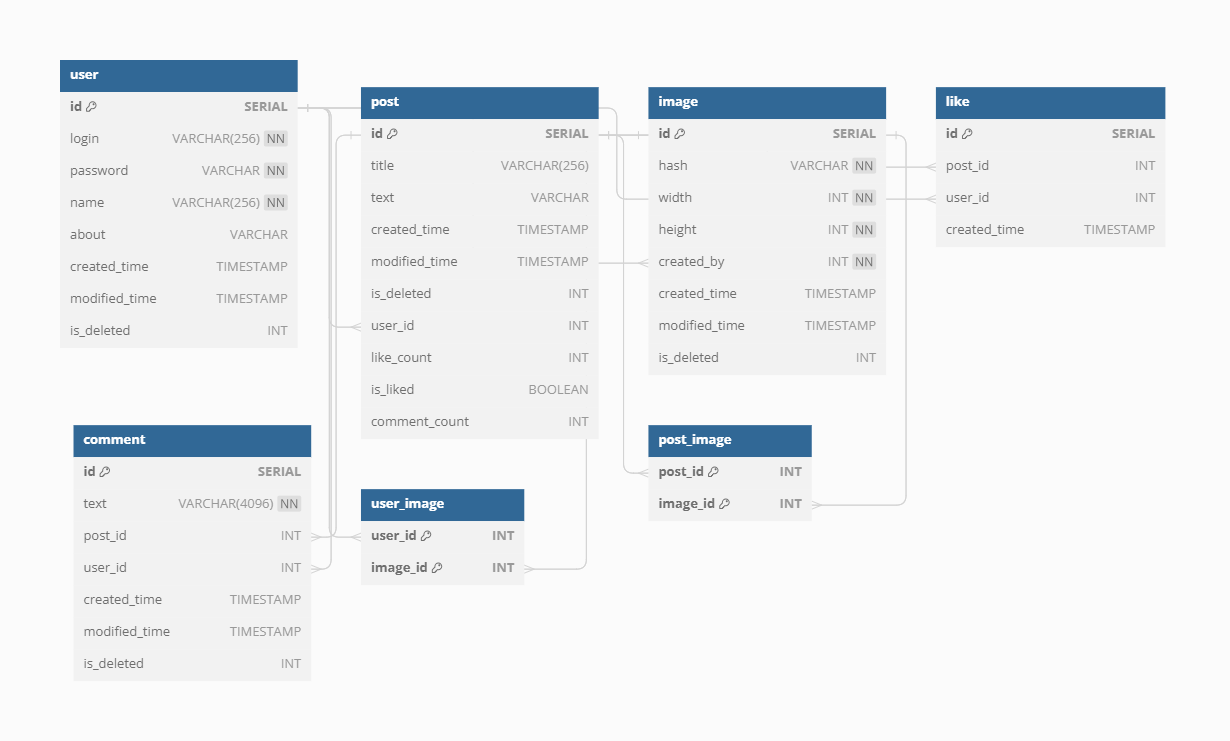 user
id SERIAL
login VARCHAR(256) NN
password VARCHAR NN
name VARCHAR(256) NN
about VARCHAR
created_time TIMESTAMP
modified_time TIMESTAMP
is_deleted INT
post
id SERIAL
title VARCHAR(256)
text VARCHAR
created_time TIMESTAMP
modified_time TIMESTAMP
is_deleted INT
user_id INT
like_count INT
is_liked BOOLEAN
comment_count INT
image
id SERIAL
hash VARCHAR NN
width INT NN
height INT NN
created_by INT NN
created_time TIMESTAMP
modified_time TIMESTAMP
is_deleted INT
like
id SERIAL
post_id INT
user_id INT
created_time TIMESTAMP
comment
id SERIAL
text VARCHAR(4096) NN
post_id INT
user_id INT
created_time TIMESTAMP
modified_time TIMESTAMP
is_deleted INT
user_image
user_id INT
image_id INT
post_image
post_id INT
image_id INT